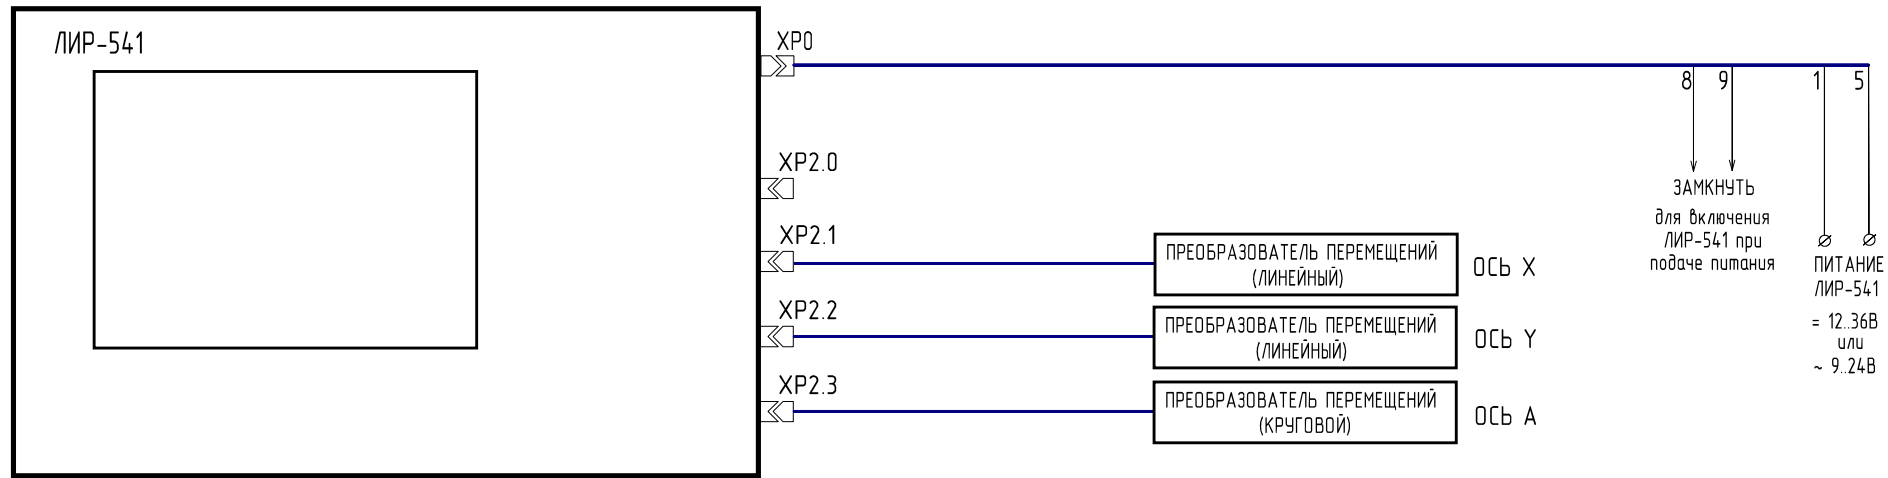 ЛИР-541
XP0
8 9 1 5
XP2.0
ЗАМКНУТЬ
для включения
ЛИР-541 при
подаче питания
XP2.1
ПРЕОБРАЗОВАТЕЛЬ ПЕРЕМЕЩЕНИЙ
(ЛИНЕЙНЫЙ)
ОСЬ X
ПИТАНИЕ
ЛИР-541
= 12..36В
или
~ 9..24В
XP2.2
ПРЕОБРАЗОВАТЕЛЬ ПЕРЕМЕЩЕНИЙ
(ЛИНЕЙНЫЙ)
ОСЬ Y
XP2.3
ПРЕОБРАЗОВАТЕЛЬ ПЕРЕМЕЩЕНИЙ
(КРУГОВОЙ)
ОСЬ А